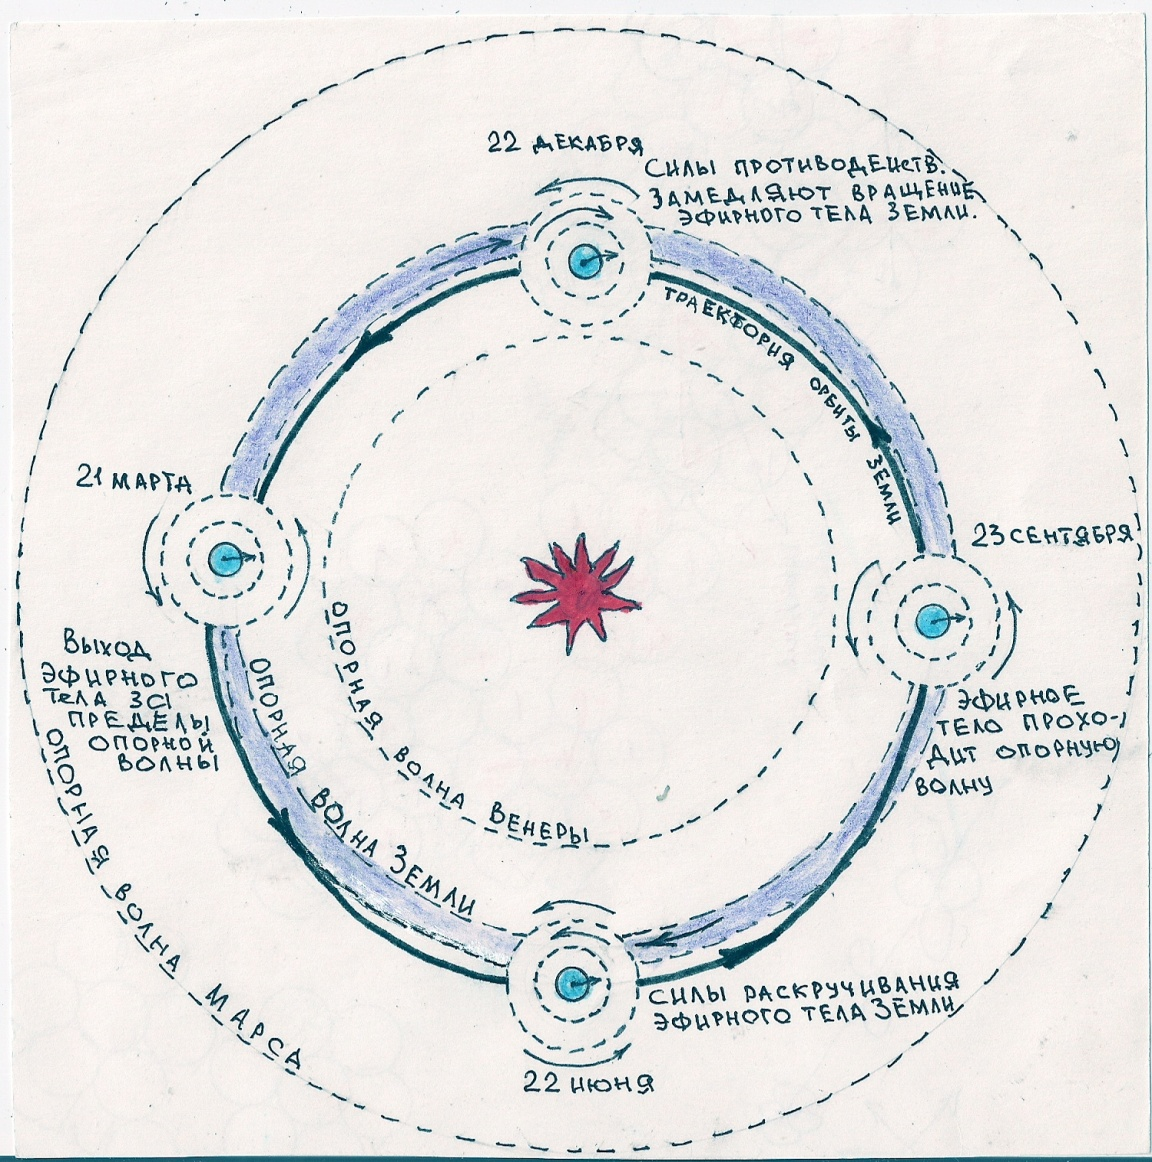 22 ДЕКАБРЯ
СИЛЫ ПРОТИВОДЕЙСТВ.
ЗАМЕДЛЯЮТ ВРАЩЕНИЕ
ЭФИРНОГО ТЕЛА ЗЕМЛИ.
ТРАЕКТОРИЯ ОРБИТЫ ЗЕМЛИ
21 МАРТА
23 СЕНТЯБРЯ
ВЫХОД
ЭФИРНОГО
ТЕЛА ЗА
ПРЕДЕЛЫ
ОПОРНОЙ
ВОЛНЫ
ОПОРНАЯ ВОЛНА ВЕНЕРЫ
ОПОРНАЯ ВОЛНА ЗЕМЛИ
ОПОРНАЯ ВОЛНА МАРСА
ЭФИРНОЕ
ТЕЛО ПРОХО-
ДИТ ОПОРНУЮ
ВОЛНУ
СИЛЫ РАСКРУЧИВАНИЯ
ЭФИРНОГО ТЕЛА ЗЕМЛИ
22 ИЮНЯ